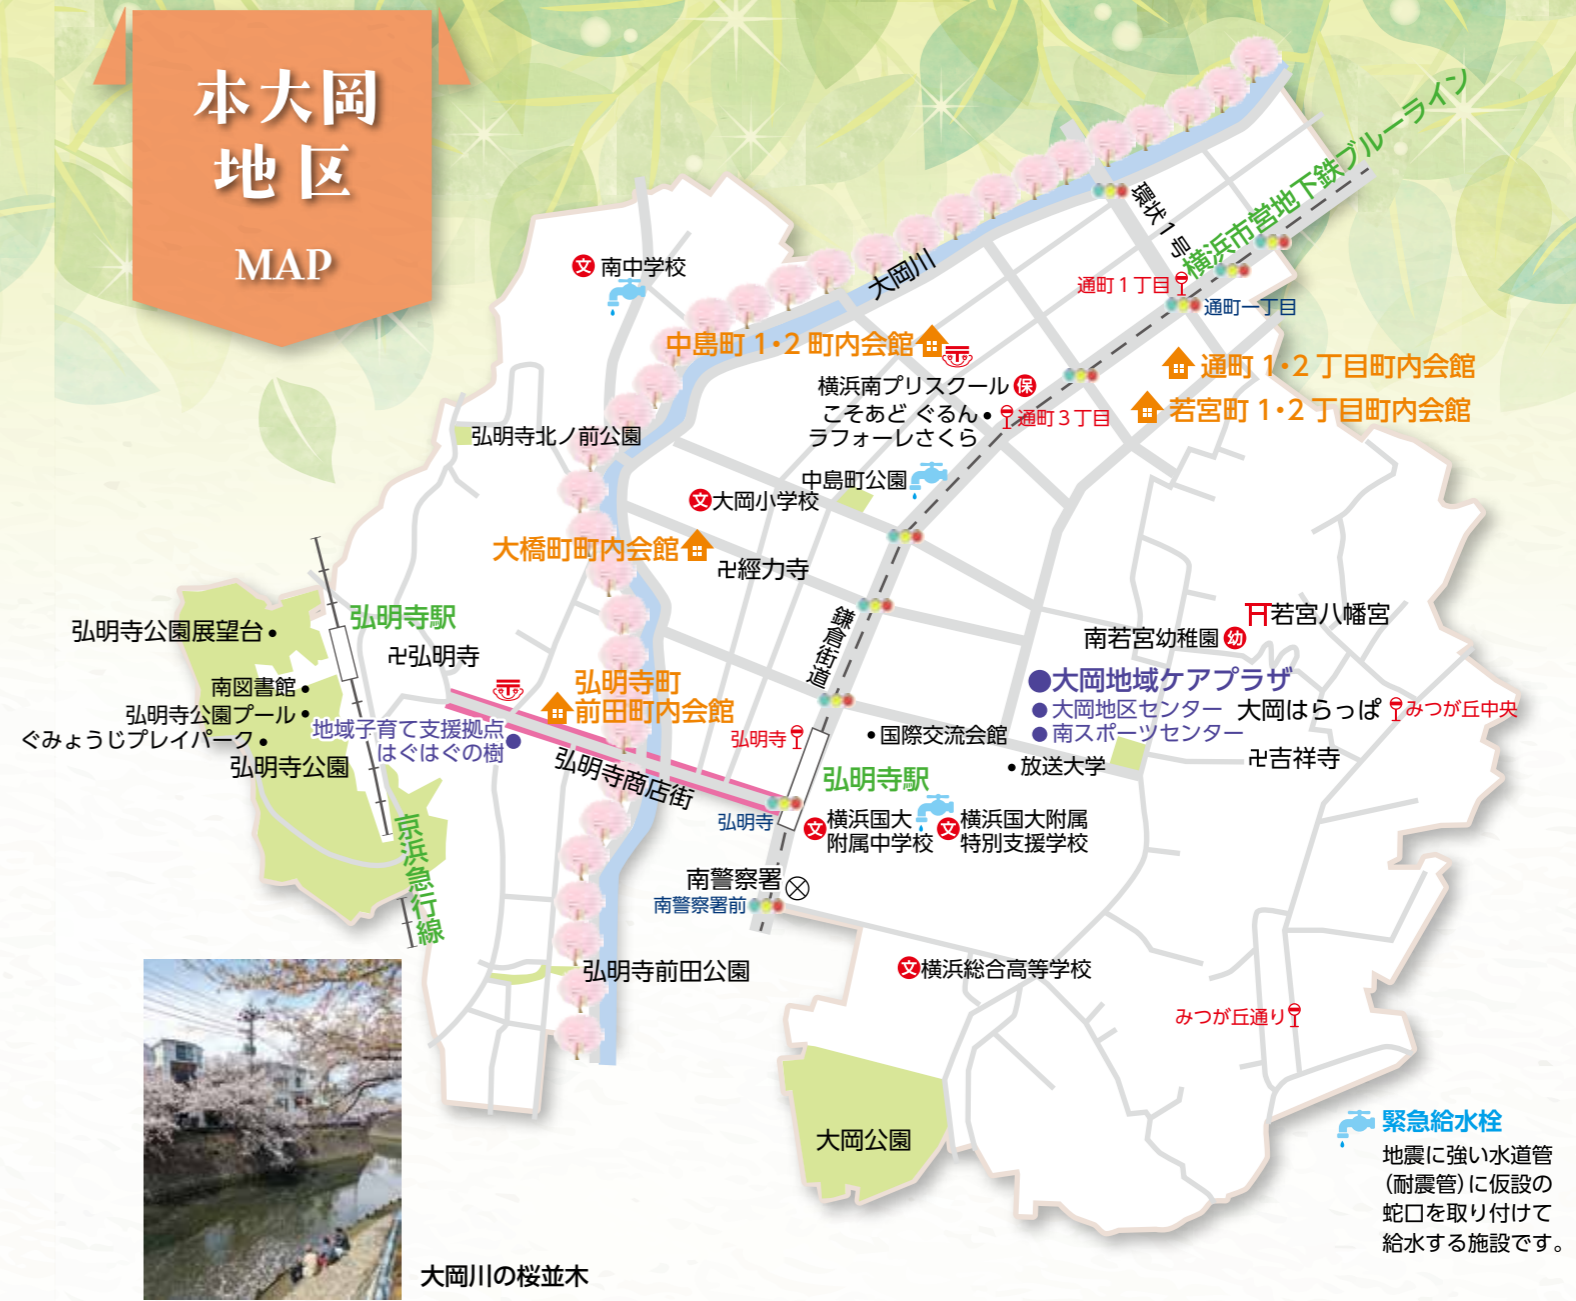 本大岡
地区
MAP
横浜市営地下鉄ブルーライン
環状1号
文 南中学校
大岡川
通町1丁目
通町一丁目
中島町1・2町内会館
通町1・2丁目町内会館
横浜南プリスクール 保
こそあど ぐるん
ラフォーレさくら
通町3丁目
若宮町1・2丁目町内会館
弘明寺北ノ前公園
中島町公園
文 大岡小学校
大橋町町内会館
卍經力寺
鎌倉街道
弘明寺公園展望台
弘明寺駅
卍弘明寺
若宮八幡宮
南若宮幼稚園 幼
南図書館
弘明寺公園プール
ぐみょうじプレイパーク
弘明寺公園
地域子育て支援拠点
はぐはぐの樹
弘明寺町
前田町内会館
弘明寺商店街
大岡地域ケアプラザ
大岡地区センター
南スポーツセンター
大岡はらっぱ
みつが丘中央
弘明寺
国際交流会館
放送大学
卍吉祥寺
弘明寺駅
弘明寺
文 横浜国大
附属中学校
文 横浜国大附属
特別支援学校
京浜急行線
南警察署
南警察署前
弘明寺前田公園
文 横浜総合高等学校
みつが丘通り
大岡公園
緊急給水栓
地震に強い水道管
(耐震管)に仮設の
蛇口を取り付けて
給水する施設です。
大岡川の桜並木